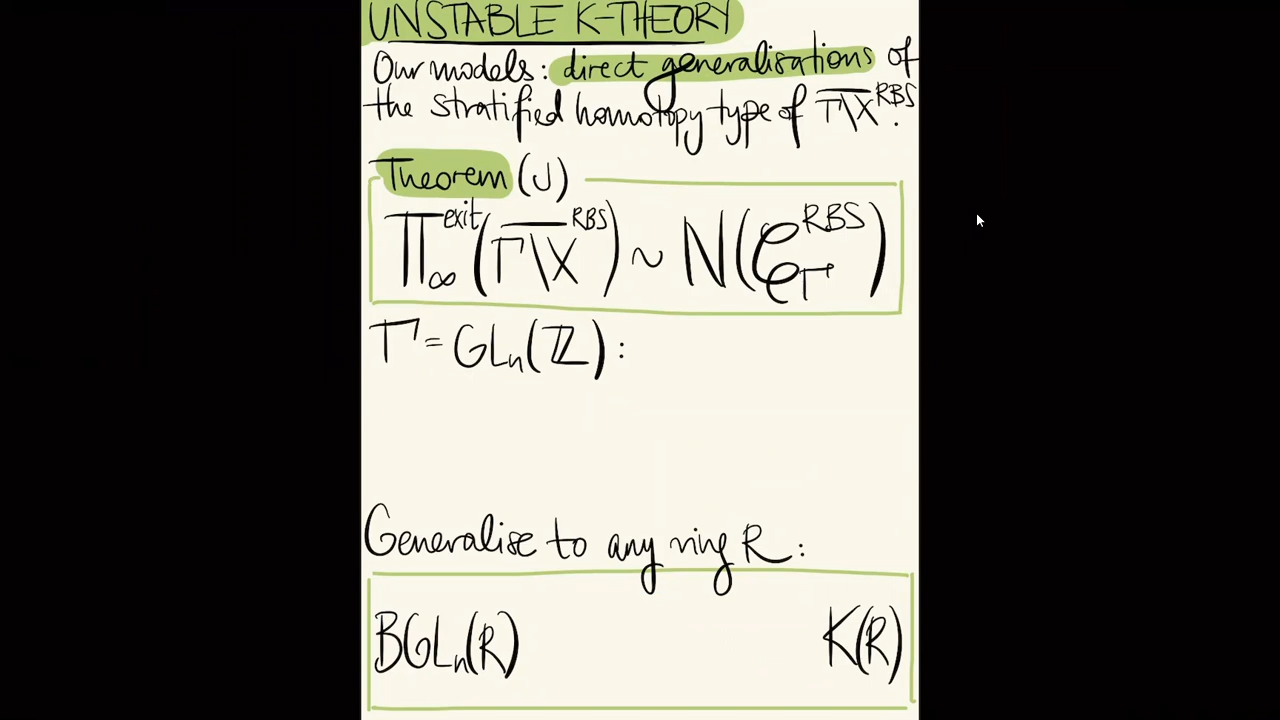 UNSTABLE K-THEORY
Our models: direct generalisations of
the stratified homotopy type of Γ\X̄^RBS.
Theorem (J)
Π_∞^exit(Γ\X̄^RBS) ~ N(𝒞_Γ^RBS)
Γ = GL_n(ℤ):
Generalise to any ring R:
BGL_n(R) K(R)